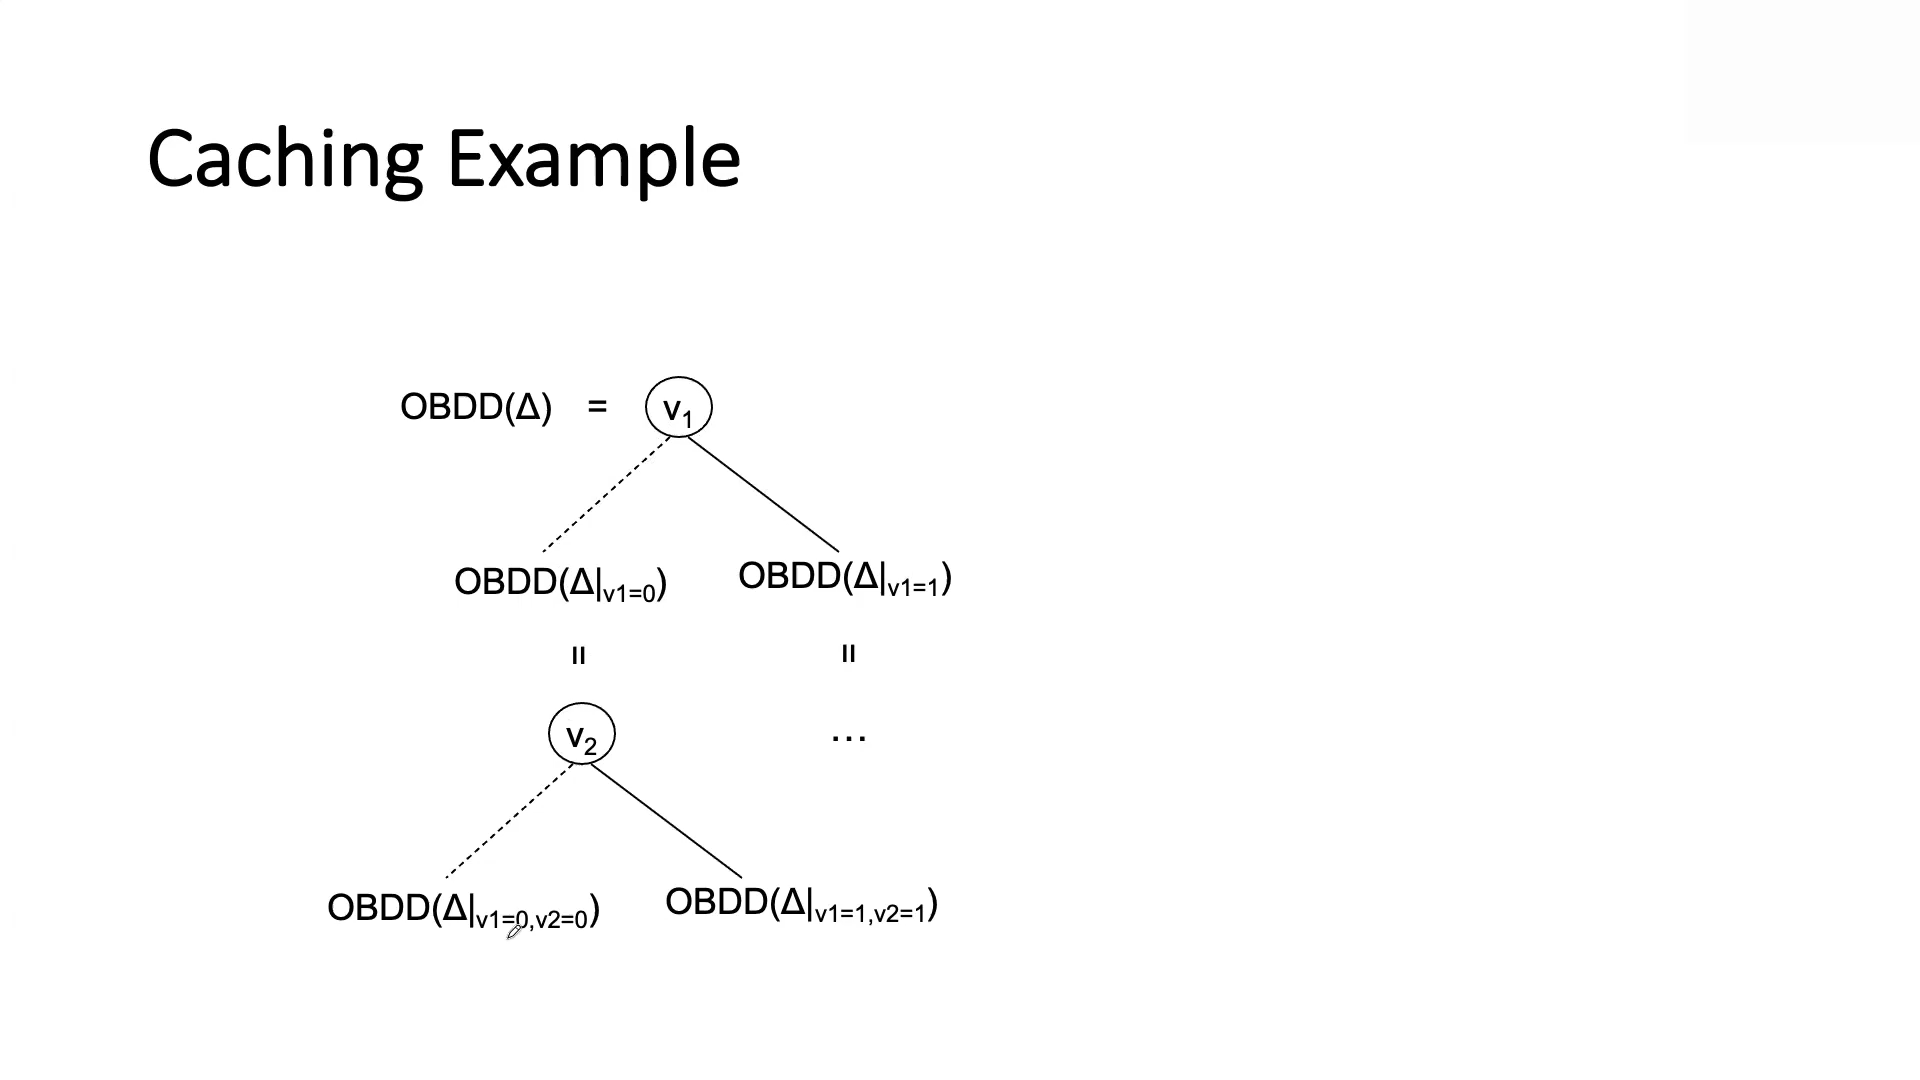 Caching Example
OBDD(Δ) = v₁
OBDD(Δ|v1=0) OBDD(Δ|v1=1)
= =
v₂ ...
OBDD(Δ|v1=0,v2=0) OBDD(Δ|v1=1,v2=1)